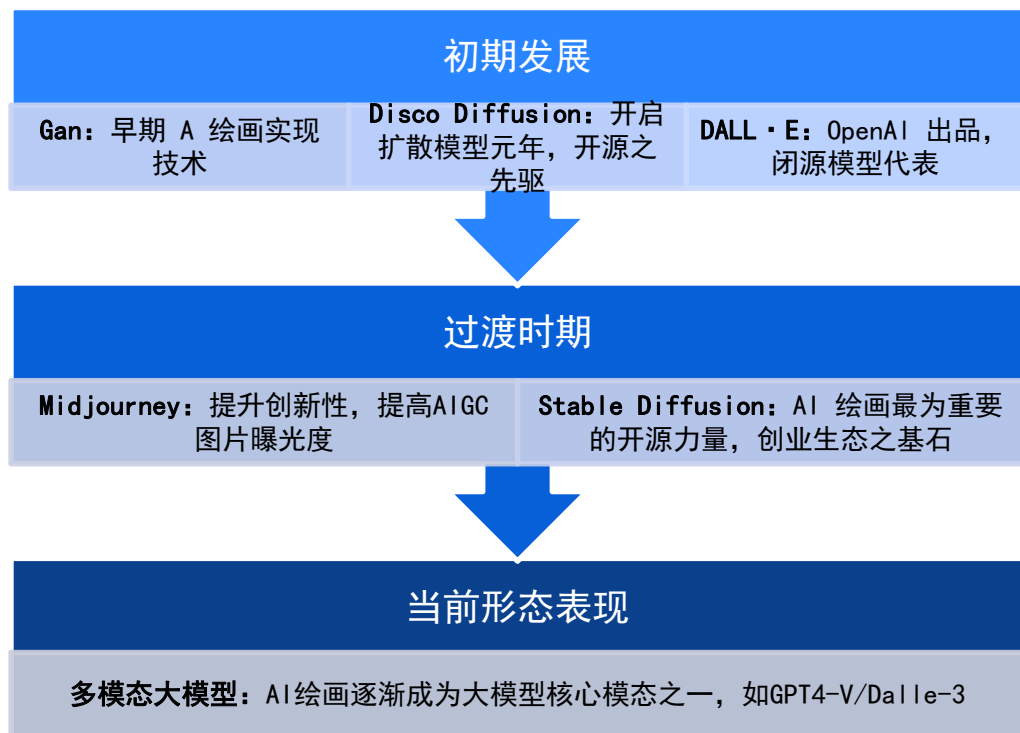 初期发展
Gan：早期 A 绘画实现
技术
Disco Diffusion：开启
扩散模型元年，开源之
先驱
DALL·E：OpenAI 出品，
闭源模型代表
过渡时期
Midjourney：提升创新性，提高AIGC
图片曝光度
Stable Diffusion：AI 绘画最为重要
的开源力量，创业生态之基石
当前形态表现
多模态大模型：AI绘画逐渐成为大模型核心模态之一，如GPT4-V/Dalle-3